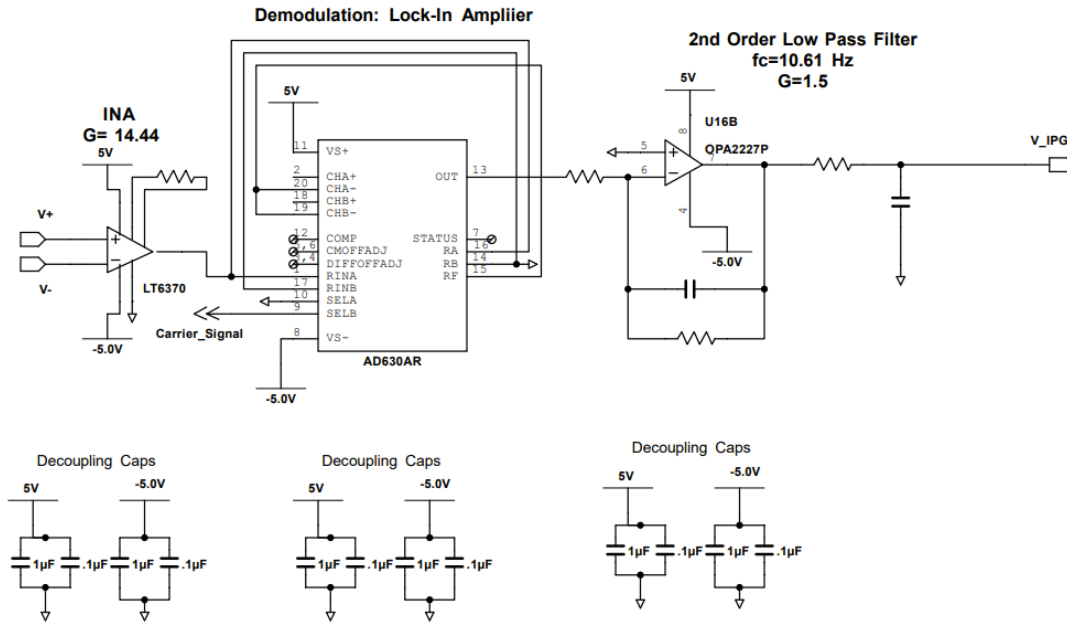 Demodulation: Lock-In Ampliier
2nd Order Low Pass Filter
fc=10.61 Hz
G=1.5
INA
G= 14.44
5V
V+
V-
LT6370
-5.0V
5V
Carrier_Signal
11 VS+
2 CHA+
20 CHA-
18 CHB+
19 CHB-
12 COMP
5,6 CMOFFADJ
3,4 DIFFOFFADJ
1 RINA
17 RINB
10 SELA
9 SELB
8 VS-
OUT 13
STATUS 7
RA 16
RB 14
RF 15
AD630AR
-5.0V
5V
8
U16B
OPA2227P
5
6
7
4
-5.0V
V_IPG
Decoupling Caps
5V
-5.0V
1µF
.1µF
1µF
.1µF
Decoupling Caps
5V
-5.0V
1µF
.1µF
1µF
.1µF
Decoupling Caps
5V
-5.0V
1µF
.1µF
1µF
.1µF